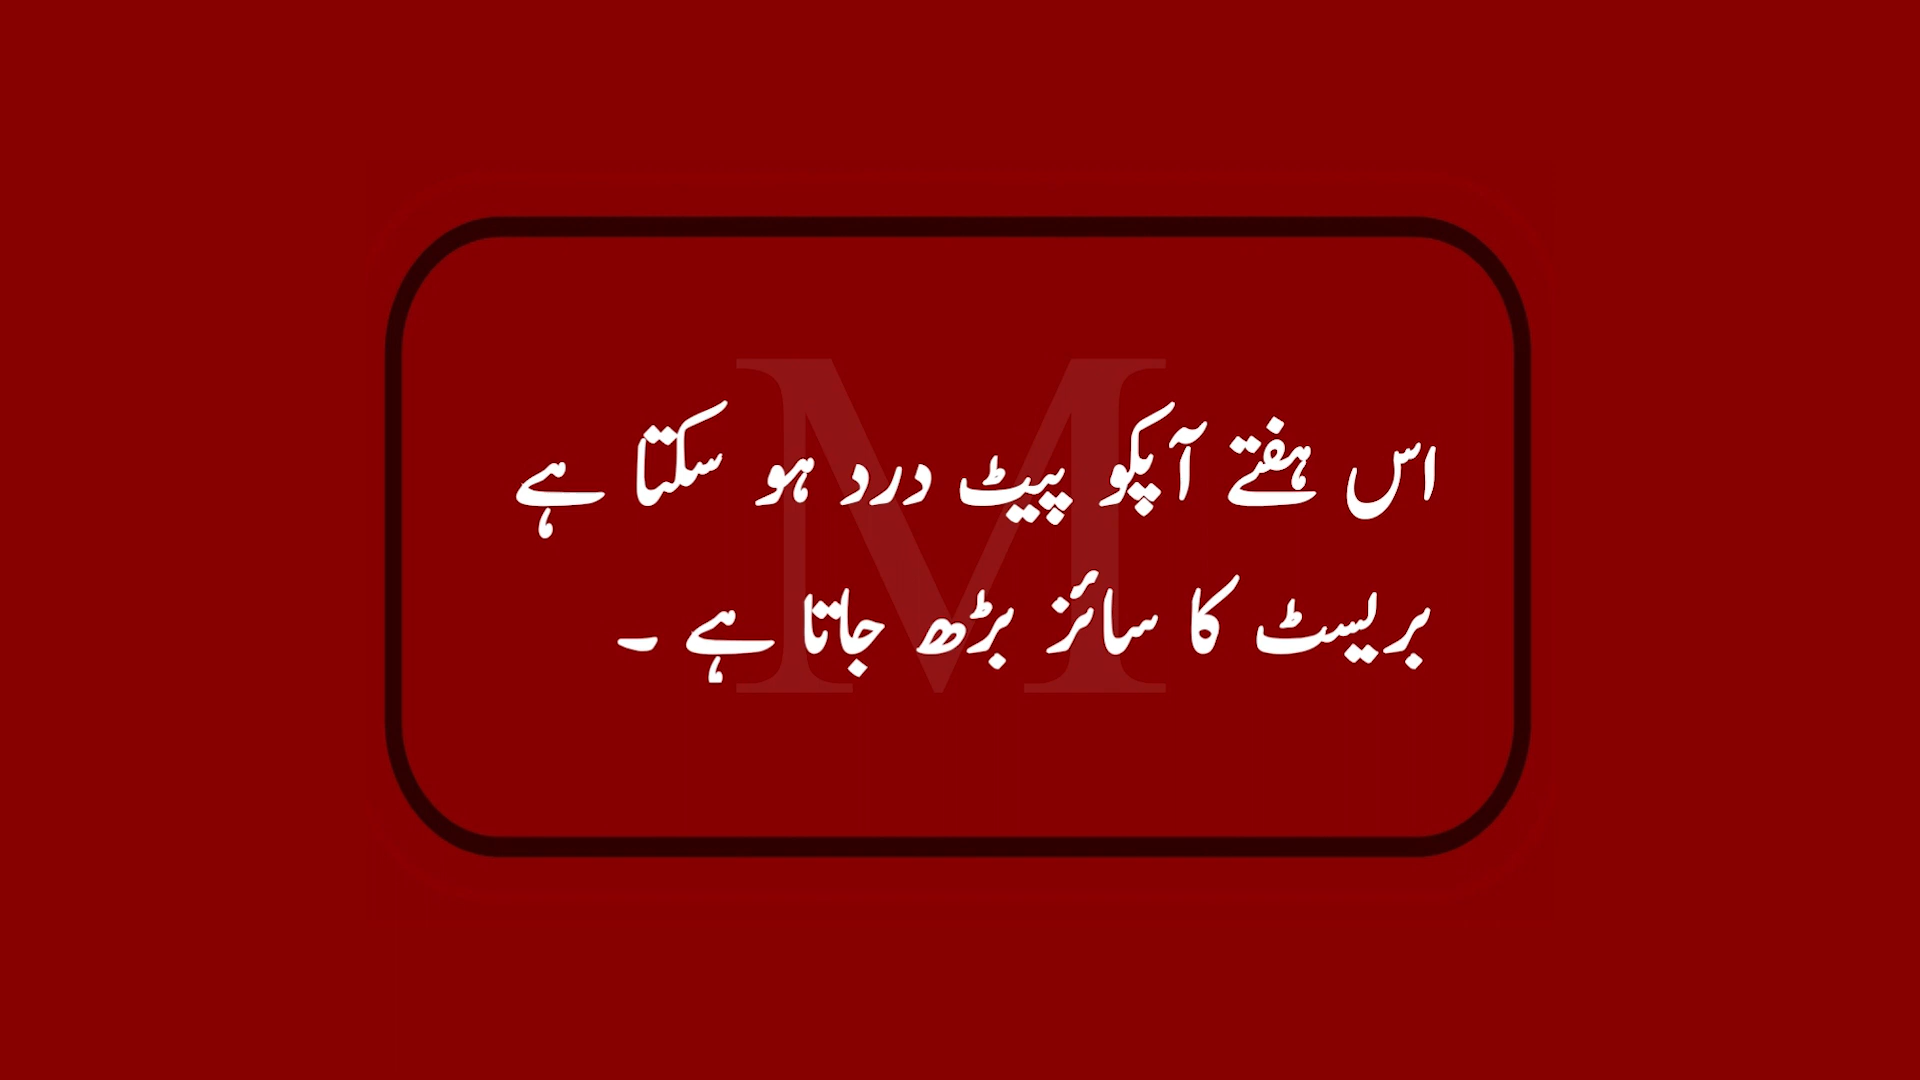 اس ہفتے آپکو پیٹ درد ہو سکتا ہے
بریسٹ کا سائز بڑھ جاتا ہے ۔
M